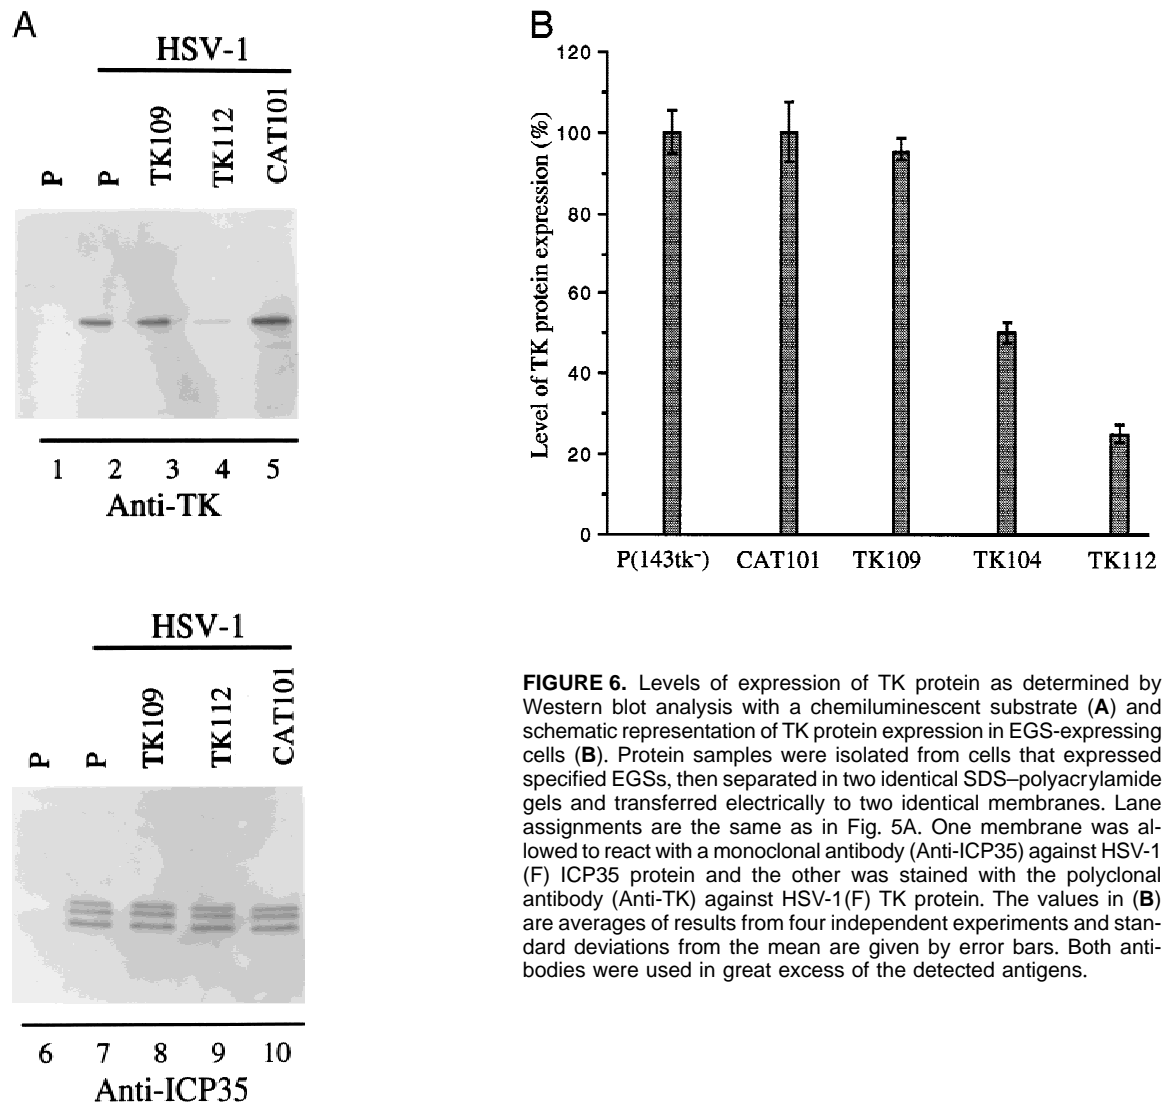 A
HSV-1
P
P
TK109
TK112
CAT101
1 2 3 4 5
Anti-TK
HSV-1
P
P
TK109
TK112
CAT101
6 7 8 9 10
Anti-ICP35
B
Level of TK protein expression (%)
120
100
80
60
40
20
0
P(143tk⁻) CAT101 TK109 TK104 TK112
FIGURE 6. Levels of expression of TK protein as determined by
Western blot analysis with a chemiluminescent substrate (A) and
schematic representation of TK protein expression in EGS-expressing
cells (B). Protein samples were isolated from cells that expressed
specified EGSs, then separated in two identical SDS–polyacrylamide
gels and transferred electrically to two identical membranes. Lane
assignments are the same as in Fig. 5A. One membrane was al-
lowed to react with a monoclonal antibody (Anti-ICP35) against HSV-1
(F) ICP35 protein and the other was stained with the polyclonal
antibody (Anti-TK) against HSV-1(F) TK protein. The values in (B)
are averages of results from four independent experiments and stan-
dard deviations from the mean are given by error bars. Both anti-
bodies were used in great excess of the detected antigens.